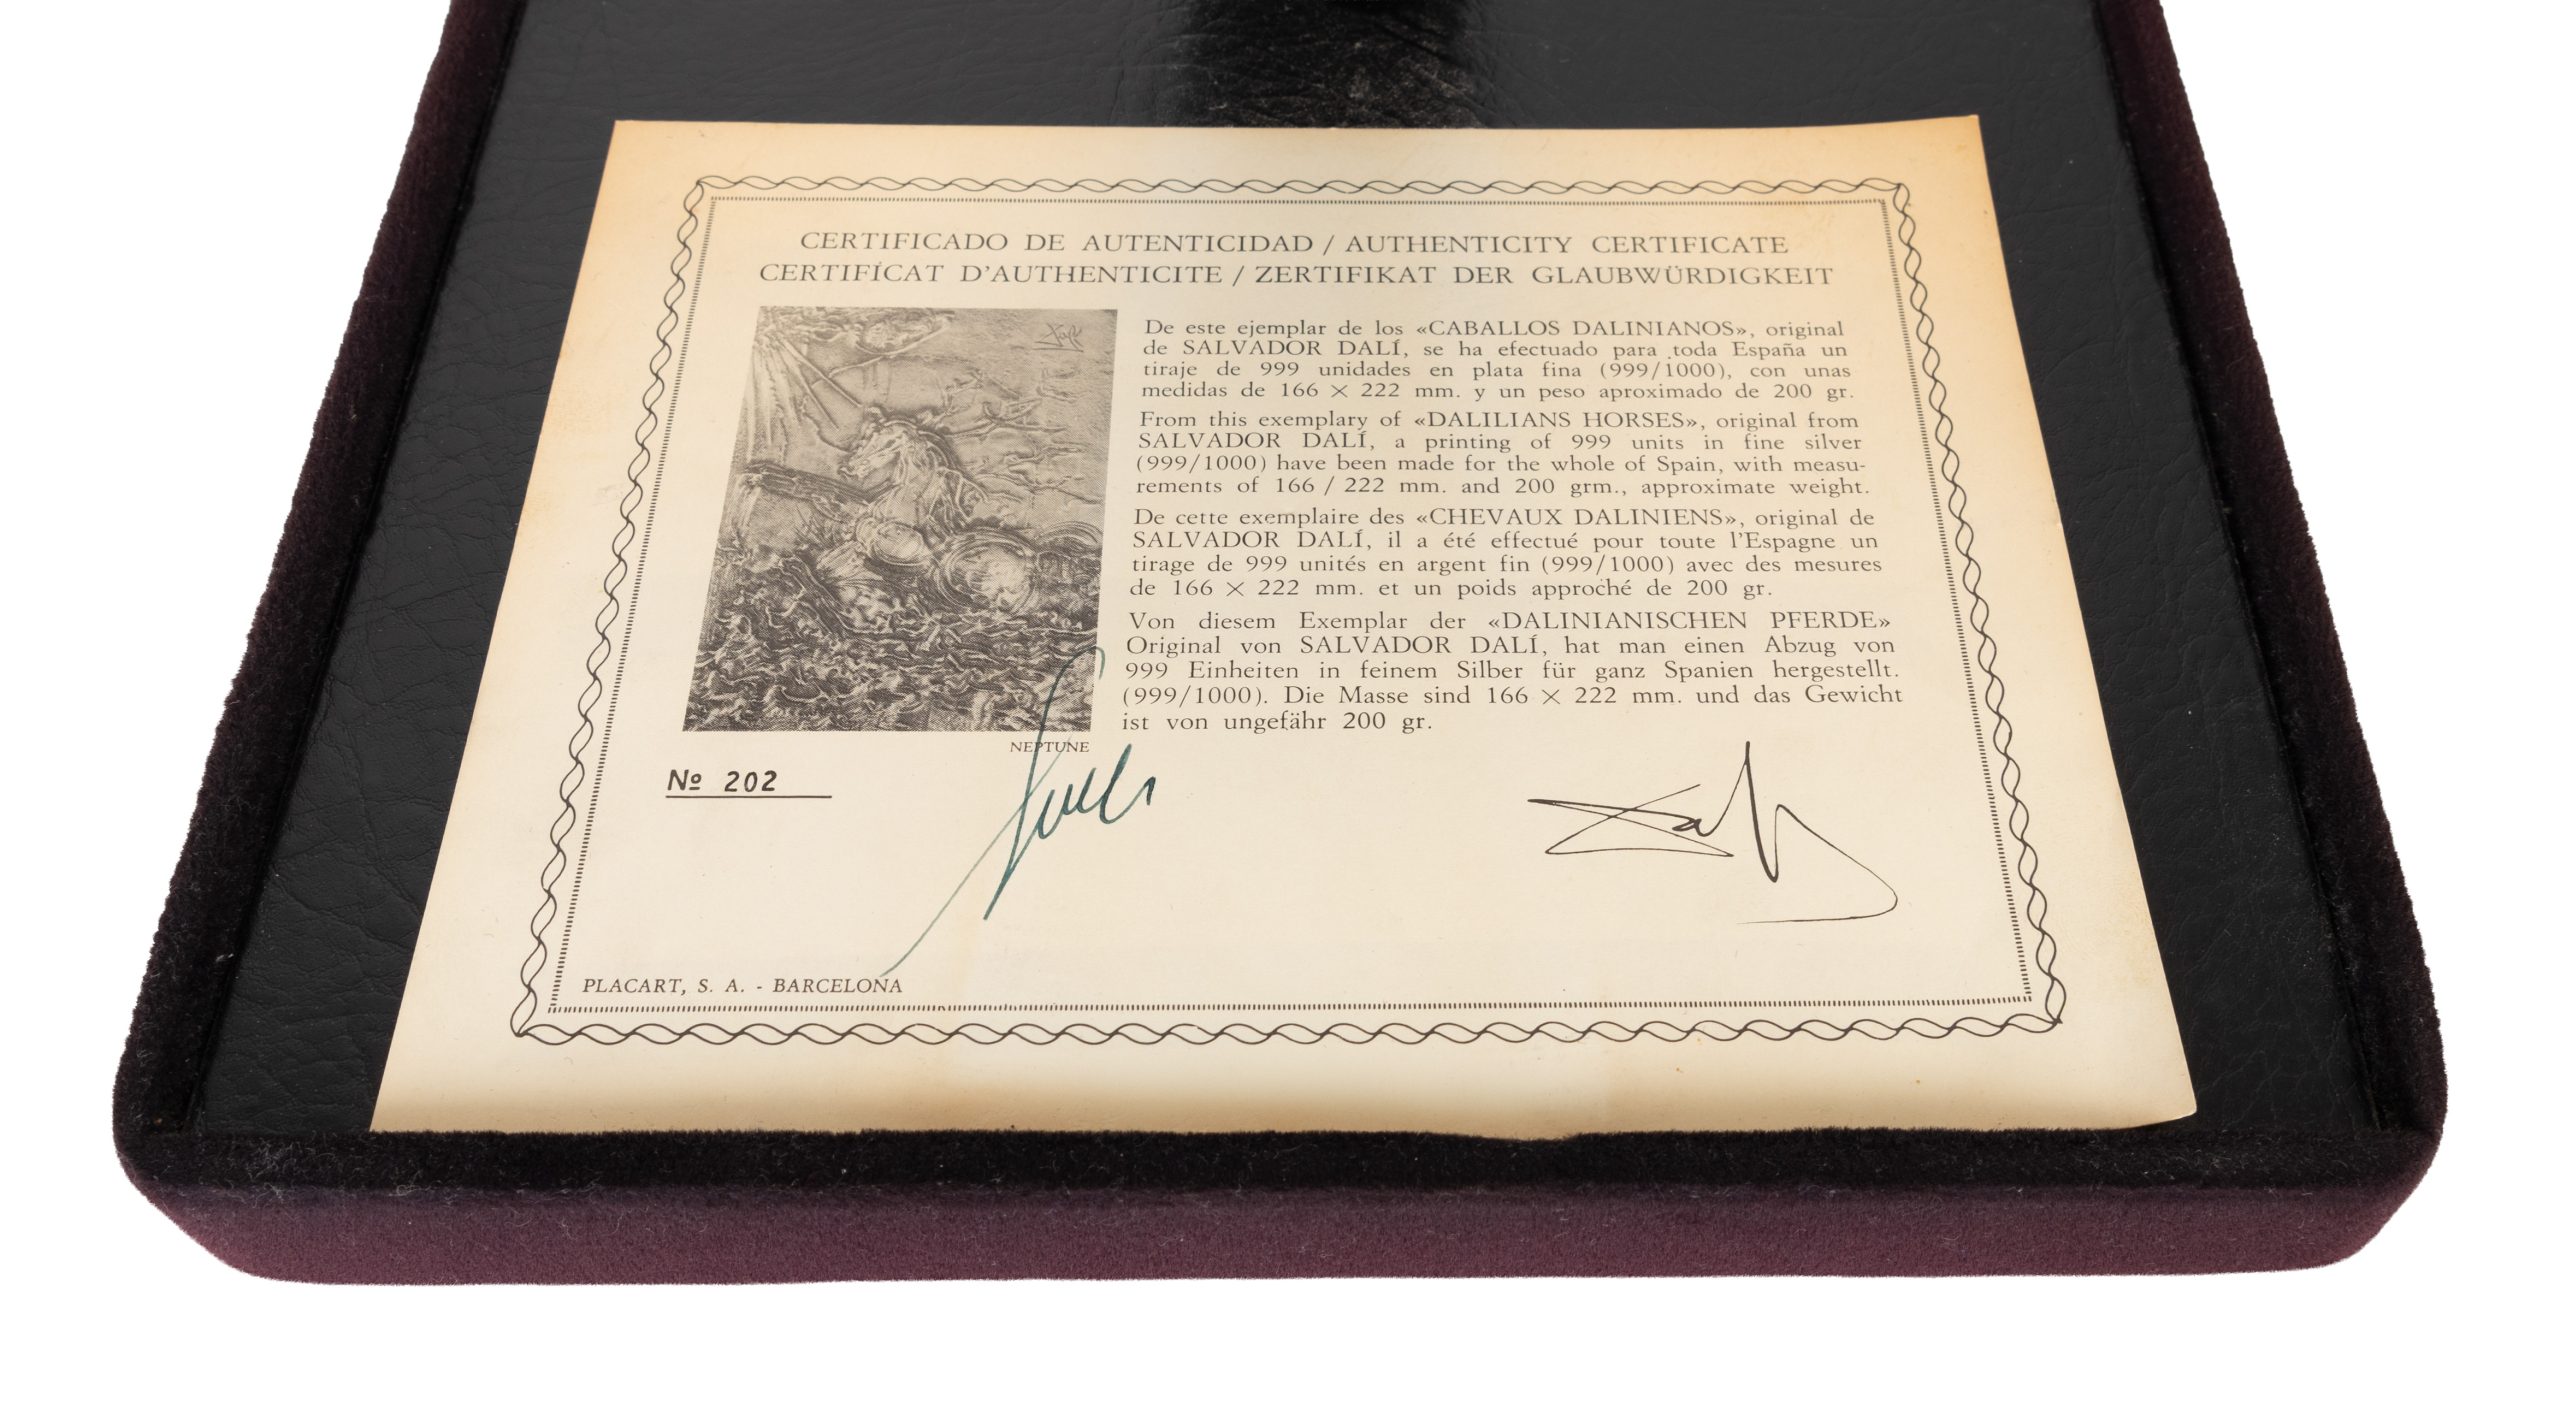 CERTIFICADO DE AUTENTICIDAD / AUTHENTICITY CERTIFICATE
CERTIFÍCAT D'AUTHENTICITE / ZERTIFIKAT DER GLAUBWÜRDIGKEIT
De este ejemplar de los «CABALLOS DALINIANOS», original
de SALVADOR DALÍ, se ha efectuado para toda España un
tiraje de 999 unidades en plata fina (999/1000), con unas
medidas de 166 × 222 mm. y un peso aproximado de 200 gr.
From this exemplary of «DALILIANS HORSES», original from
SALVADOR DALÍ, a printing of 999 units in fine silver
(999/1000) have been made for the whole of Spain, with measu-
rements of 166 / 222 mm. and 200 grm., approximate weight.
De cette exemplaire des «CHEVAUX DALINIENS», original de
SALVADOR DALÍ, il a été effectué pour toute l'Espagne un
tirage de 999 unités en argent fin (999/1000) avec des mesures
de 166 × 222 mm. et un poids approché de 200 gr.
Von diesem Exemplar der «DALINIANISCHEN PFERDE»
Original von SALVADOR DALÍ, hat man einen Abzug von
999 Einheiten in feinem Silber für ganz Spanien hergestellt.
(999/1000). Die Masse sind 166 × 222 mm. und das Gewicht
ist von ungefähr 200 gr.
NEPTUNE
Nº 202
PLACART, S. A. - BARCELONA